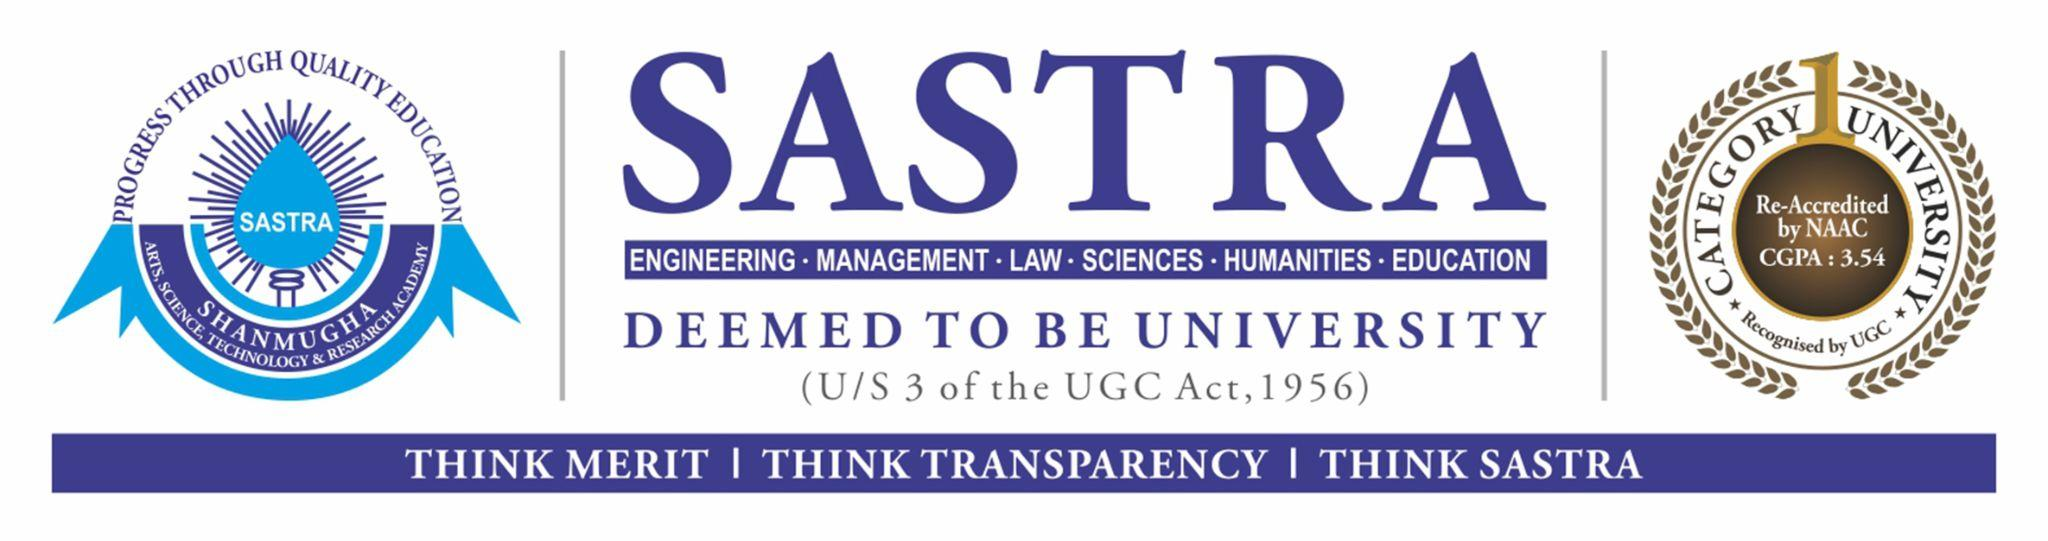 PROGRESS THROUGH QUALITY EDUCATION
SASTRA
SHANMUGHA
ARTS, SCIENCE, TECHNOLOGY & RESEARCH ACADEMY
SASTRA
ENGINEERING · MANAGEMENT · LAW · SCIENCES · HUMANITIES · EDUCATION
DEEMED TO BE UNIVERSITY
(U/S 3 of the UGC Act,1956)
CATEGORY 1 UNIVERSITY
Re-Accredited
by NAAC
CGPA : 3.54
★ Recognised by UGC ★
THINK MERIT | THINK TRANSPARENCY | THINK SASTRA